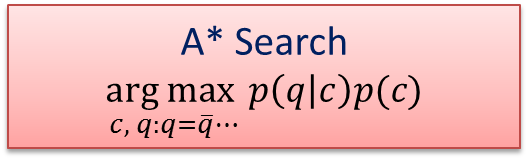 A* Search
arg max p(q|c)p(c)
c, q:q=q̅⋯